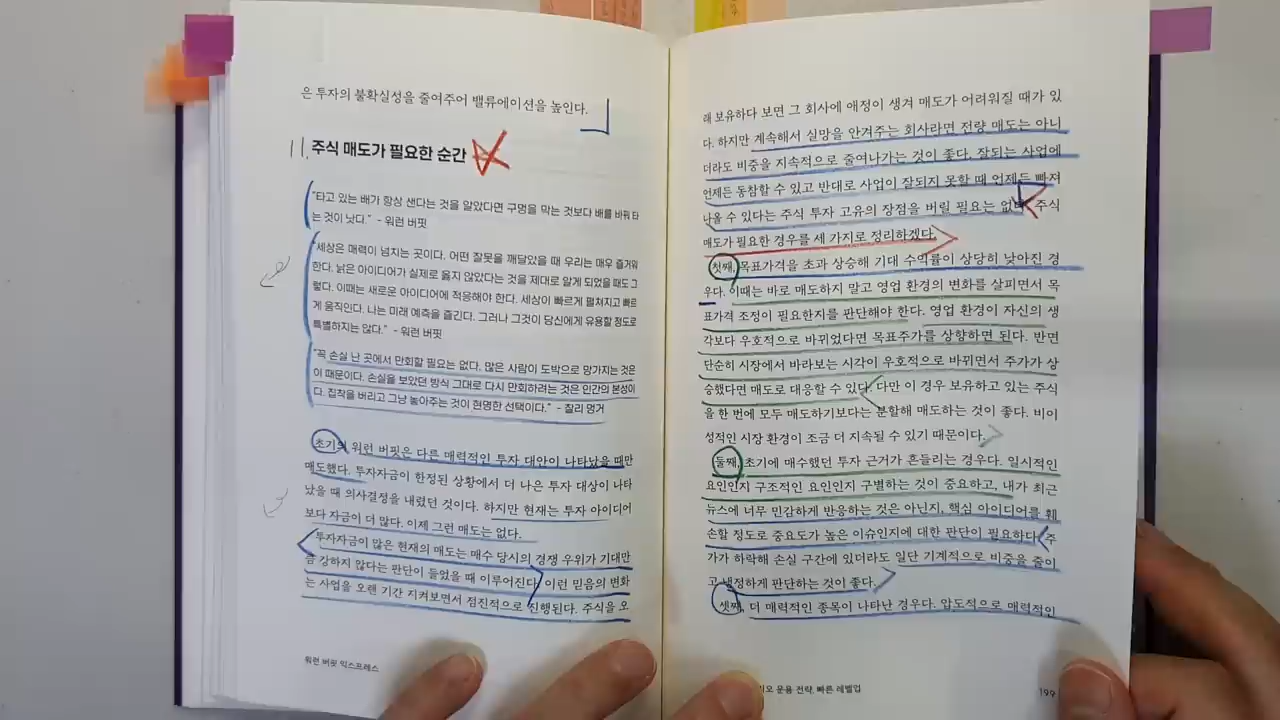 은 투자의 불확실성을 줄여주어 밸류에이션을 높인다.
11. 주식 매도가 필요한 순간
"타고 있는 배가 항상 샌다는 것을 알았다면 구멍을 막는 것보다 배를 바꿔 타
는 것이 낫다." - 워런 버핏
"세상은 매력이 넘치는 곳이다. 어떤 잘못을 깨달았을 때 우리는 매우 즐거워
한다. 낡은 아이디어가 실제로 옳지 않았다는 것을 제대로 알게 되었을 때도 그
렇다. 이때는 새로운 아이디어에 적응해야 한다. 세상이 빠르게 펼쳐지고 빠르
게 움직인다. 나는 미래 예측을 즐긴다. 그러나 그것이 당신에게 유용할 정도로
특별하지는 않다." - 워런 버핏
"꼭 손실 난 곳에서 만회할 필요는 없다. 많은 사람이 도박으로 망가지는 것은
이 때문이다. 손실을 보았던 방식 그대로 다시 만회하려는 것은 인간의 본성이
다. 집착을 버리고 그냥 놓아주는 것이 현명한 선택이다." - 찰리 멍거
초기의 워런 버핏은 다른 매력적인 투자 대안이 나타났을 때만
매도했다. 투자자금이 한정된 상황에서 더 나은 투자 대상이 나타
났을 때 의사결정을 내렸던 것이다. 하지만 현재는 투자 아이디어
보다 자금이 더 많다. 이제 그런 매도는 없다.
투자자금이 많은 현재의 매도는 매수 당시의 경쟁 우위가 기대만
큼 강하지 않다는 판단이 들었을 때 이루어진다. 이런 믿음의 변화
는 사업을 오랜 기간 지켜보면서 점진적으로 진행된다. 주식을 오
워런 버핏 익스프레스
래 보유하다 보면 그 회사에 애정이 생겨 매도가 어려워질 때가 있
다. 하지만 계속해서 실망을 안겨주는 회사라면 전량 매도는 아니
더라도 비중을 지속적으로 줄여나가는 것이 좋다. 잘되는 사업에
언제든 동참할 수 있고 반대로 사업이 잘되지 못할 때 언제든 빠져
나올 수 있다는 주식 투자 고유의 장점을 버릴 필요는 없다. 주식
매도가 필요한 경우를 세 가지로 정리하겠다.
첫째, 목표가격을 초과 상승해 기대 수익률이 상당히 낮아진 경
우다. 이때는 바로 매도하지 말고 영업 환경의 변화를 살피면서 목
표가격 조정이 필요한지를 판단해야 한다. 영업 환경이 자신의 생
각보다 우호적으로 바뀌었다면 목표주가를 상향하면 된다. 반면
단순히 시장에서 바라보는 시각이 우호적으로 바뀌면서 주가가 상
승했다면 매도로 대응할 수 있다. 다만 이 경우 보유하고 있는 주식
을 한 번에 모두 매도하기보다는 분할해 매도하는 것이 좋다. 비이
성적인 시장 환경이 조금 더 지속될 수 있기 때문이다.
둘째, 초기에 매수했던 투자 근거가 흔들리는 경우다. 일시적인
요인인지 구조적인 요인인지 구별하는 것이 중요하고, 내가 최근
뉴스에 너무 민감하게 반응하는 것은 아닌지, 핵심 아이디어를 훼
손할 정도로 중요도가 높은 이슈인지에 대한 판단이 필요하다. 주
가가 하락해 손실 구간에 있더라도 일단 기계적으로 비중을 줄이
고 냉정하게 판단하는 것이 좋다.
셋째, 더 매력적인 종목이 나타난 경우다. 압도적으로 매력적인
운용 전략, 빠른 레벨업
199